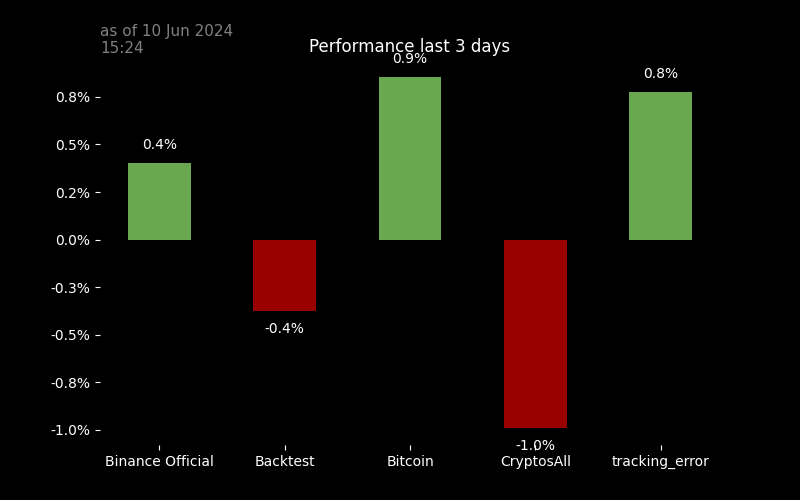 as of 10 Jun 2024
15:24
Performance last 3 days
0.9%
0.8%
0.4%
-0.4%
-1.0%
0.8%
0.5%
0.2%
0.0%
-0.3%
-0.5%
-0.8%
-1.0%
Binance Official
Backtest
Bitcoin
CryptosAll
tracking_error